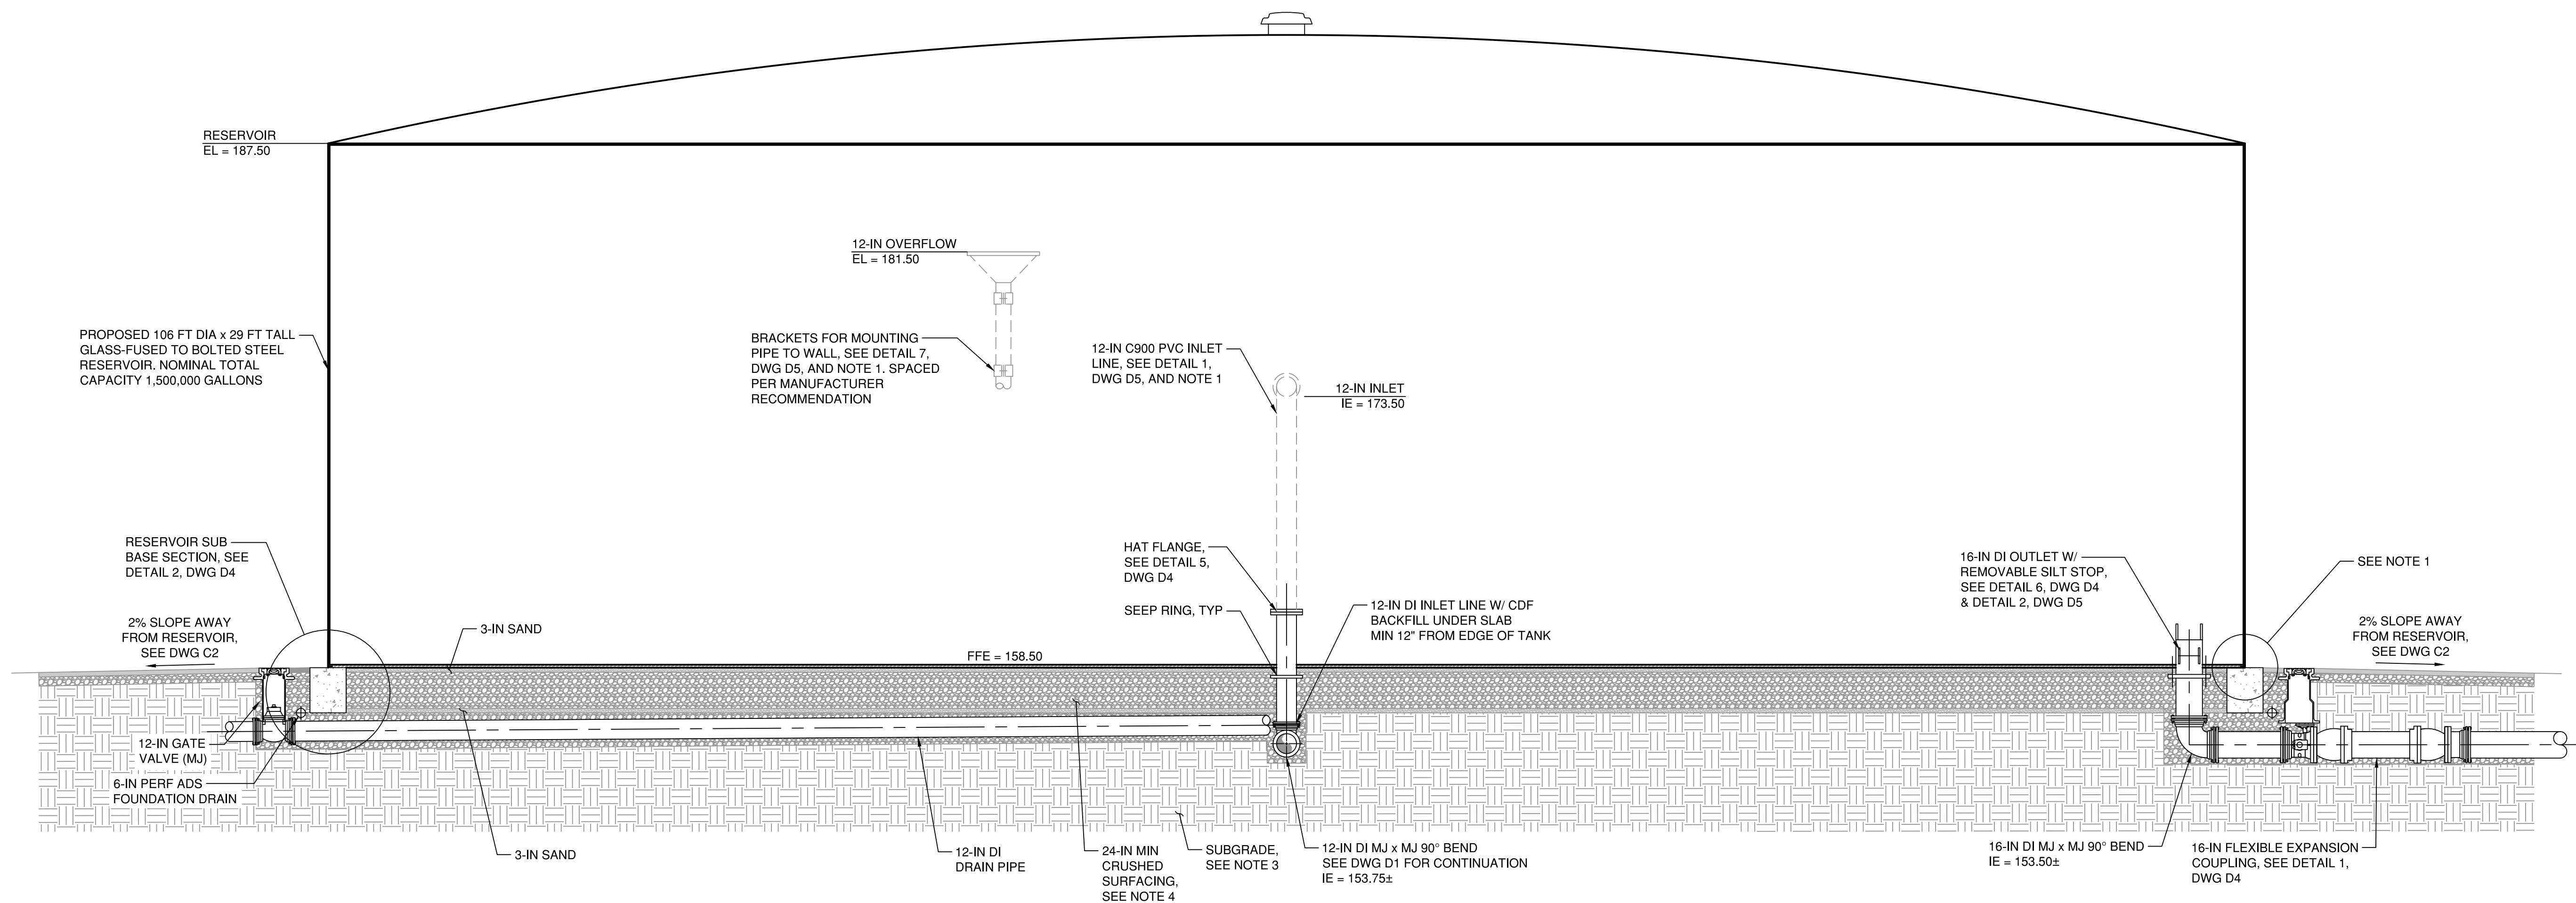 RESERVOIR
EL = 187.50
12-IN OVERFLOW
EL = 181.50
PROPOSED 106 FT DIA x 29 FT TALL
GLASS-FUSED TO BOLTED STEEL
RESERVOIR. NOMINAL TOTAL
CAPACITY 1,500,000 GALLONS
BRACKETS FOR MOUNTING
PIPE TO WALL, SEE DETAIL 7,
DWG D5, AND NOTE 1. SPACED
PER MANUFACTURER
RECOMMENDATION
12-IN C900 PVC INLET
LINE, SEE DETAIL 1,
DWG D5, AND NOTE 1
12-IN INLET
IE = 173.50
RESERVOIR SUB
BASE SECTION, SEE
DETAIL 2, DWG D4
HAT FLANGE,
SEE DETAIL 5,
DWG D4
SEEP RING, TYP
12-IN DI INLET LINE W/ CDF
BACKFILL UNDER SLAB
MIN 12" FROM EDGE OF TANK
16-IN DI OUTLET W/
REMOVABLE SILT STOP,
SEE DETAIL 6, DWG D4
& DETAIL 2, DWG D5
SEE NOTE 1
2% SLOPE AWAY
FROM RESERVOIR,
SEE DWG C2
3-IN SAND
FFE = 158.50
2% SLOPE AWAY
FROM RESERVOIR,
SEE DWG C2
12-IN GATE
VALVE (MJ)
6-IN PERF ADS
FOUNDATION DRAIN
3-IN SAND
12-IN DI
DRAIN PIPE
24-IN MIN
CRUSHED
SURFACING,
SEE NOTE 4
SUBGRADE,
SEE NOTE 3
12-IN DI MJ x MJ 90° BEND
SEE DWG D1 FOR CONTINUATION
IE = 153.75±
16-IN DI MJ x MJ 90° BEND
IE = 153.50±
16-IN FLEXIBLE EXPANSION
COUPLING, SEE DETAIL 1,
DWG D4